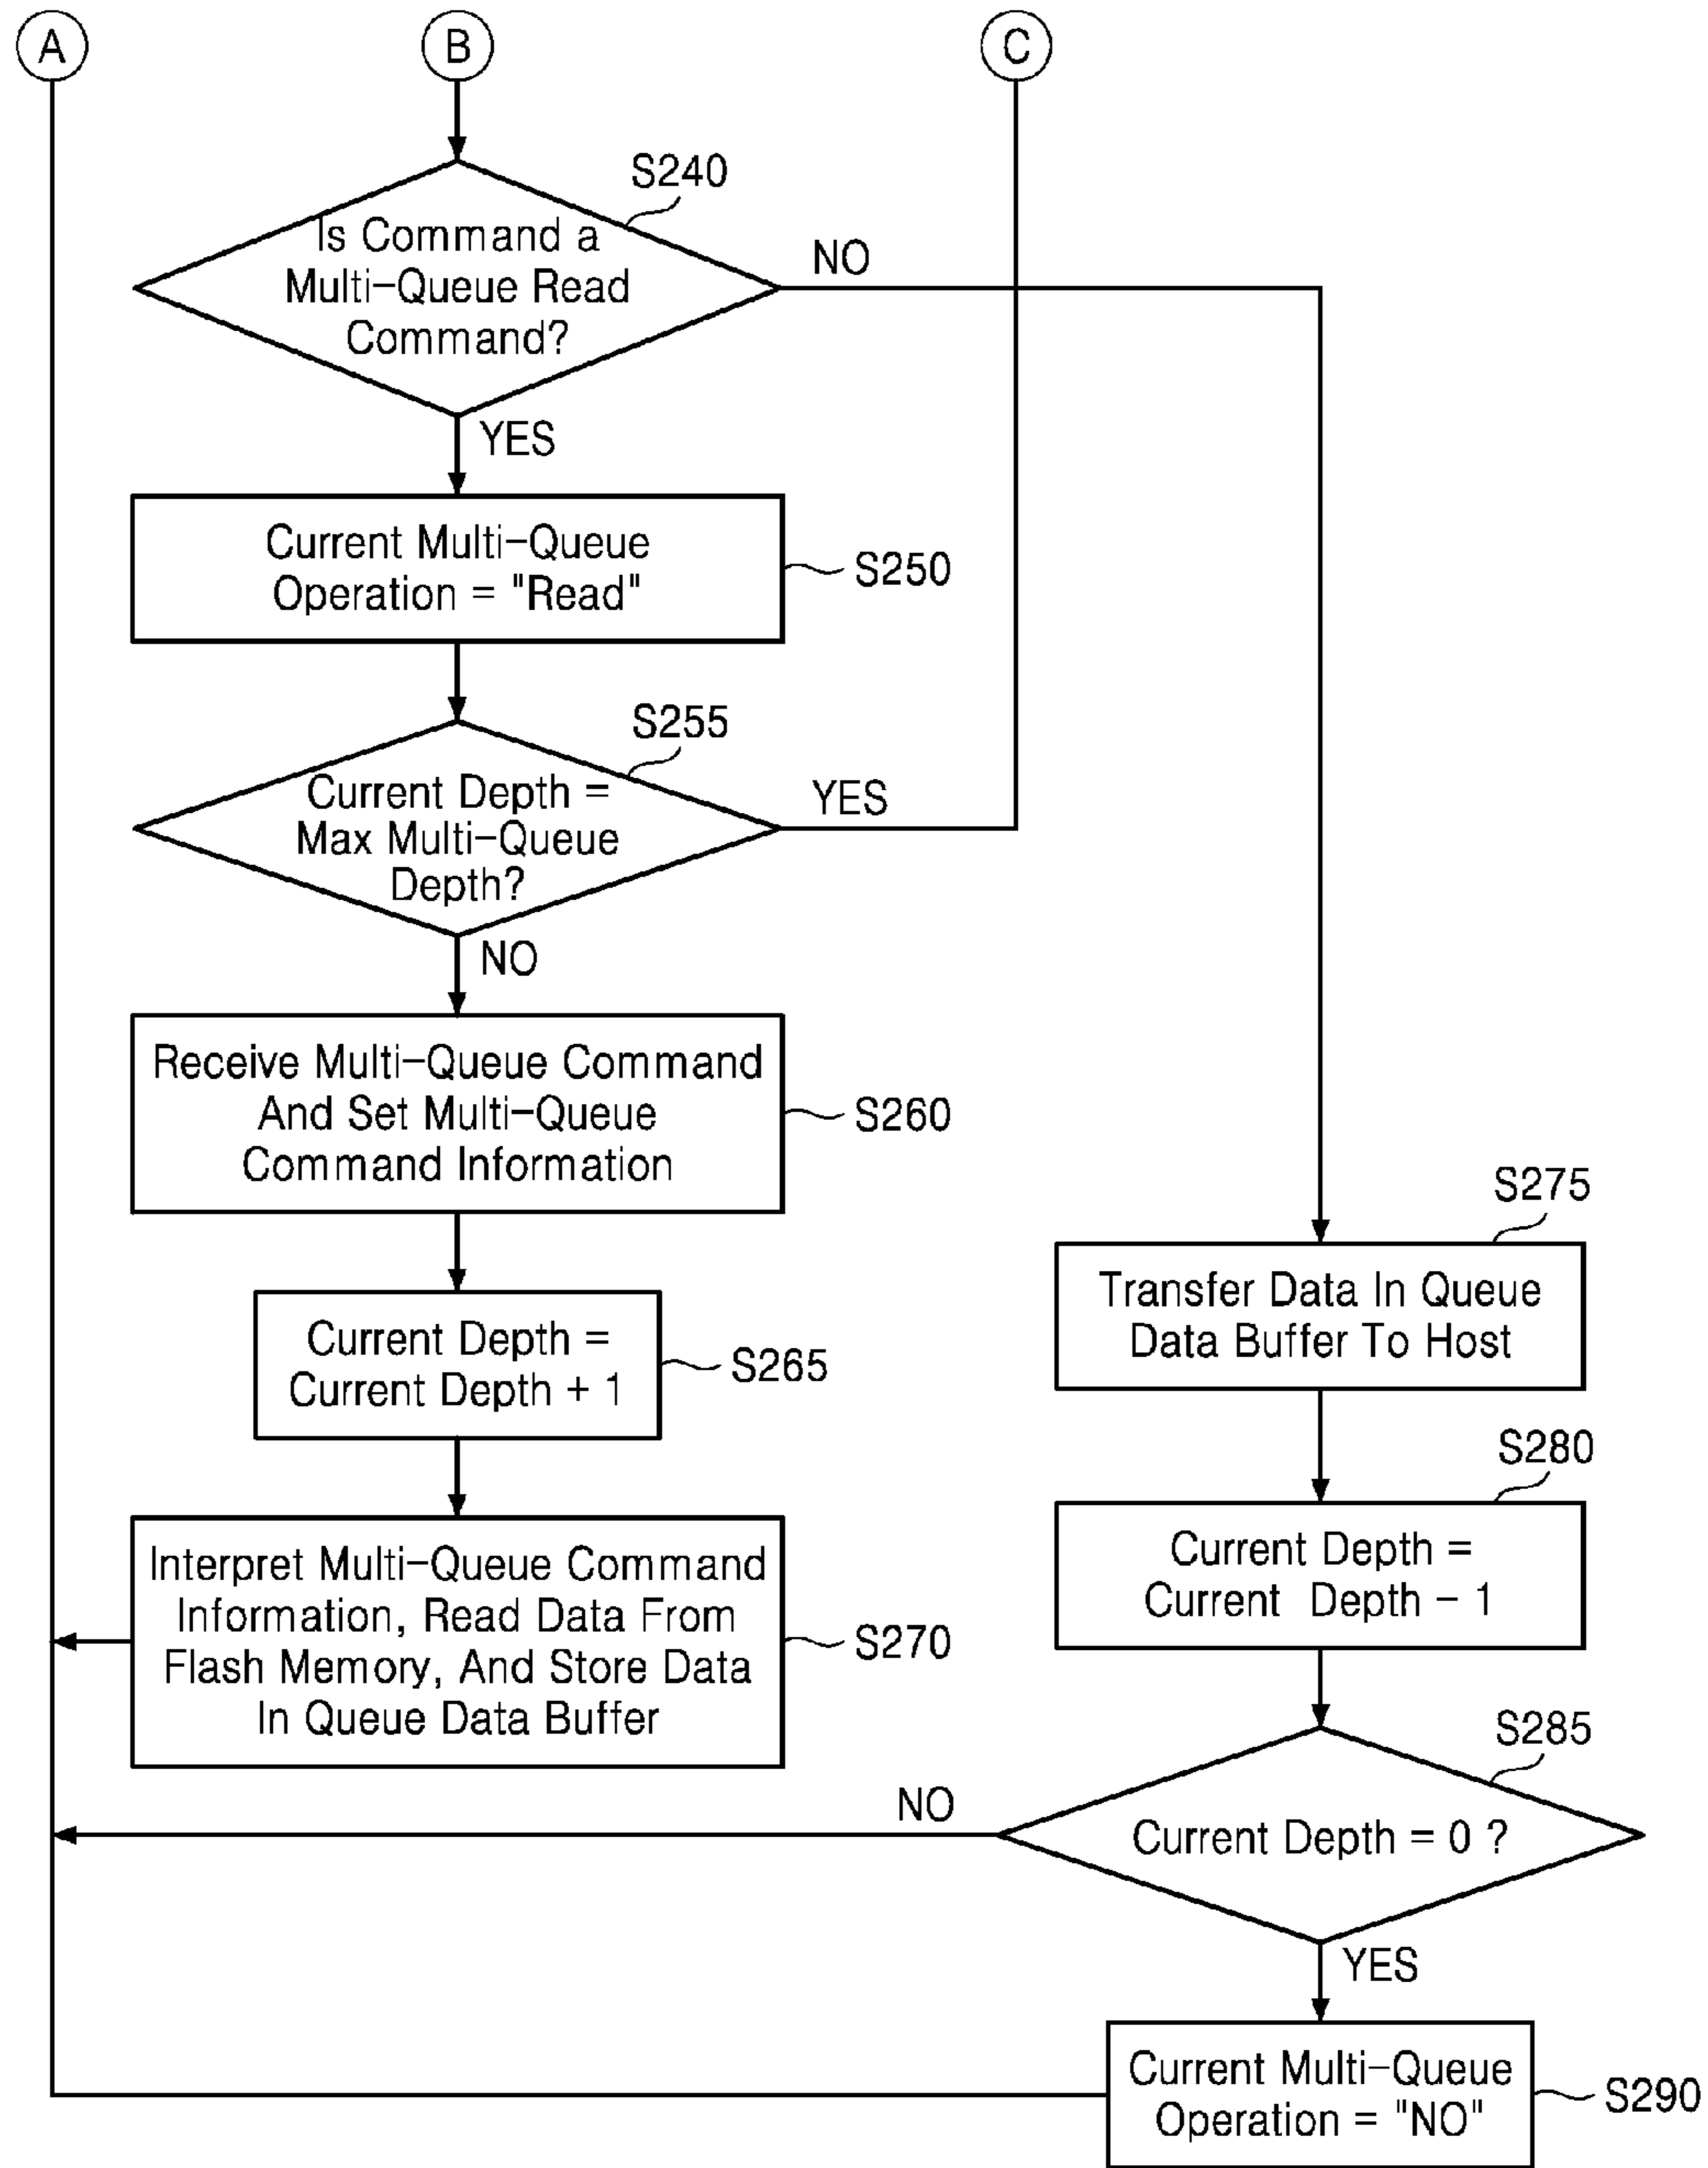 A
B
C
S240
Is Command a
Multi-Queue Read
Command?
NO
YES
Current Multi-Queue
Operation = "Read"
S250
S255
Current Depth =
Max Multi-Queue
Depth?
YES
NO
Receive Multi-Queue Command
And Set Multi-Queue
Command Information
S260
Current Depth =
Current Depth + 1
S265
Interpret Multi-Queue Command
Information, Read Data From
Flash Memory, And Store Data
In Queue Data Buffer
S270
S275
Transfer Data In Queue
Data Buffer To Host
S280
Current Depth =
Current Depth - 1
S285
Current Depth = 0 ?
NO
YES
Current Multi-Queue
Operation = "NO"
S290